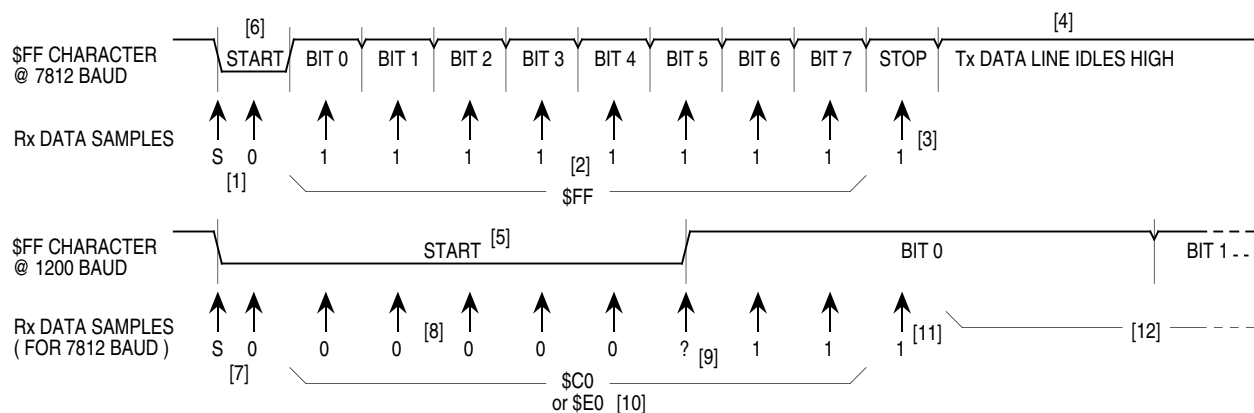 [6] [4]
$FF CHARACTER START BIT 0 BIT 1 BIT 2 BIT 3 BIT 4 BIT 5 BIT 6 BIT 7 STOP Tx DATA LINE IDLES HIGH
@ 7812 BAUD
Rx DATA SAMPLES [3]
S 0 1 1 1 1 1 1 1 1 1
[1] [2]
$FF
$FF CHARACTER START [5] BIT 0 BIT 1
@ 1200 BAUD
Rx DATA SAMPLES [8] [11] [12]
( FOR 7812 BAUD ) S 0 0 0 0 0 0 ? [9] 1 1 1
[7]
$C0
or $E0 [10]